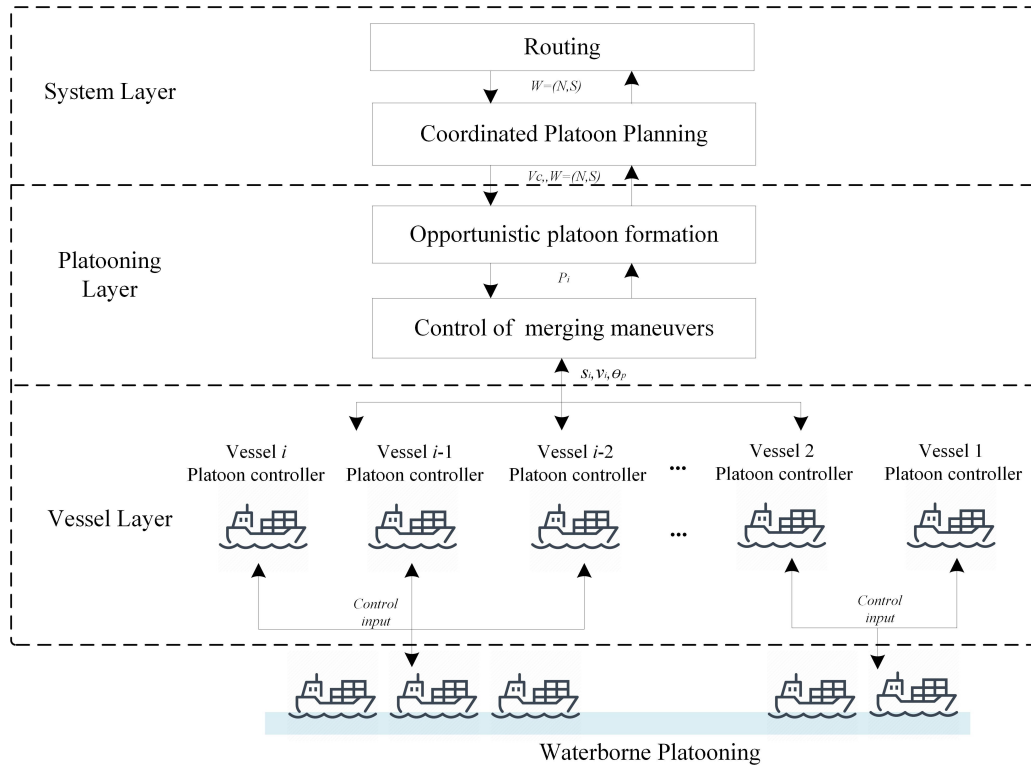 Routing
System Layer
W=(N,S)
Coordinated Platoon Planning
Vc,,W=(N,S)
Opportunistic platoon formation
Platooning
Layer
Pi
Control of merging maneuvers
si,vi,θp
Vessel i
Platoon controller
Vessel i-1
Platoon controller
Vessel i-2
Platoon controller
...
Vessel 2
Platoon controller
Vessel 1
Platoon controller
Vessel Layer
...
Control
input
Control
input
Waterborne Platooning